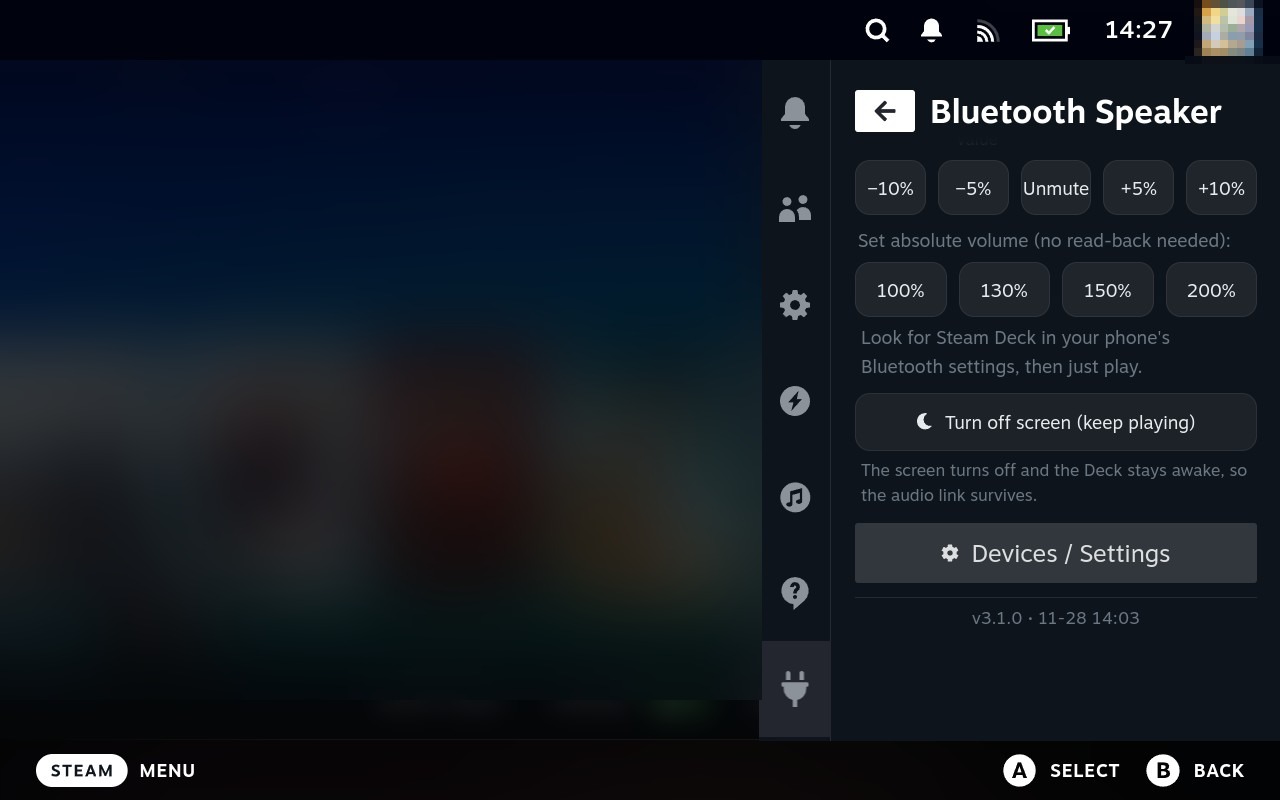 14:27
Bluetooth Speaker
−10% −5% Unmute +5% +10%
Set absolute volume (no read-back needed):
100% 130% 150% 200%
Look for Steam Deck in your phone's
Bluetooth settings, then just play.
Turn off screen (keep playing)
The screen turns off and the Deck stays awake, so
the audio link survives.
Devices / Settings
v3.1.0 • 11-28 14:03
STEAM MENU A SELECT B BACK